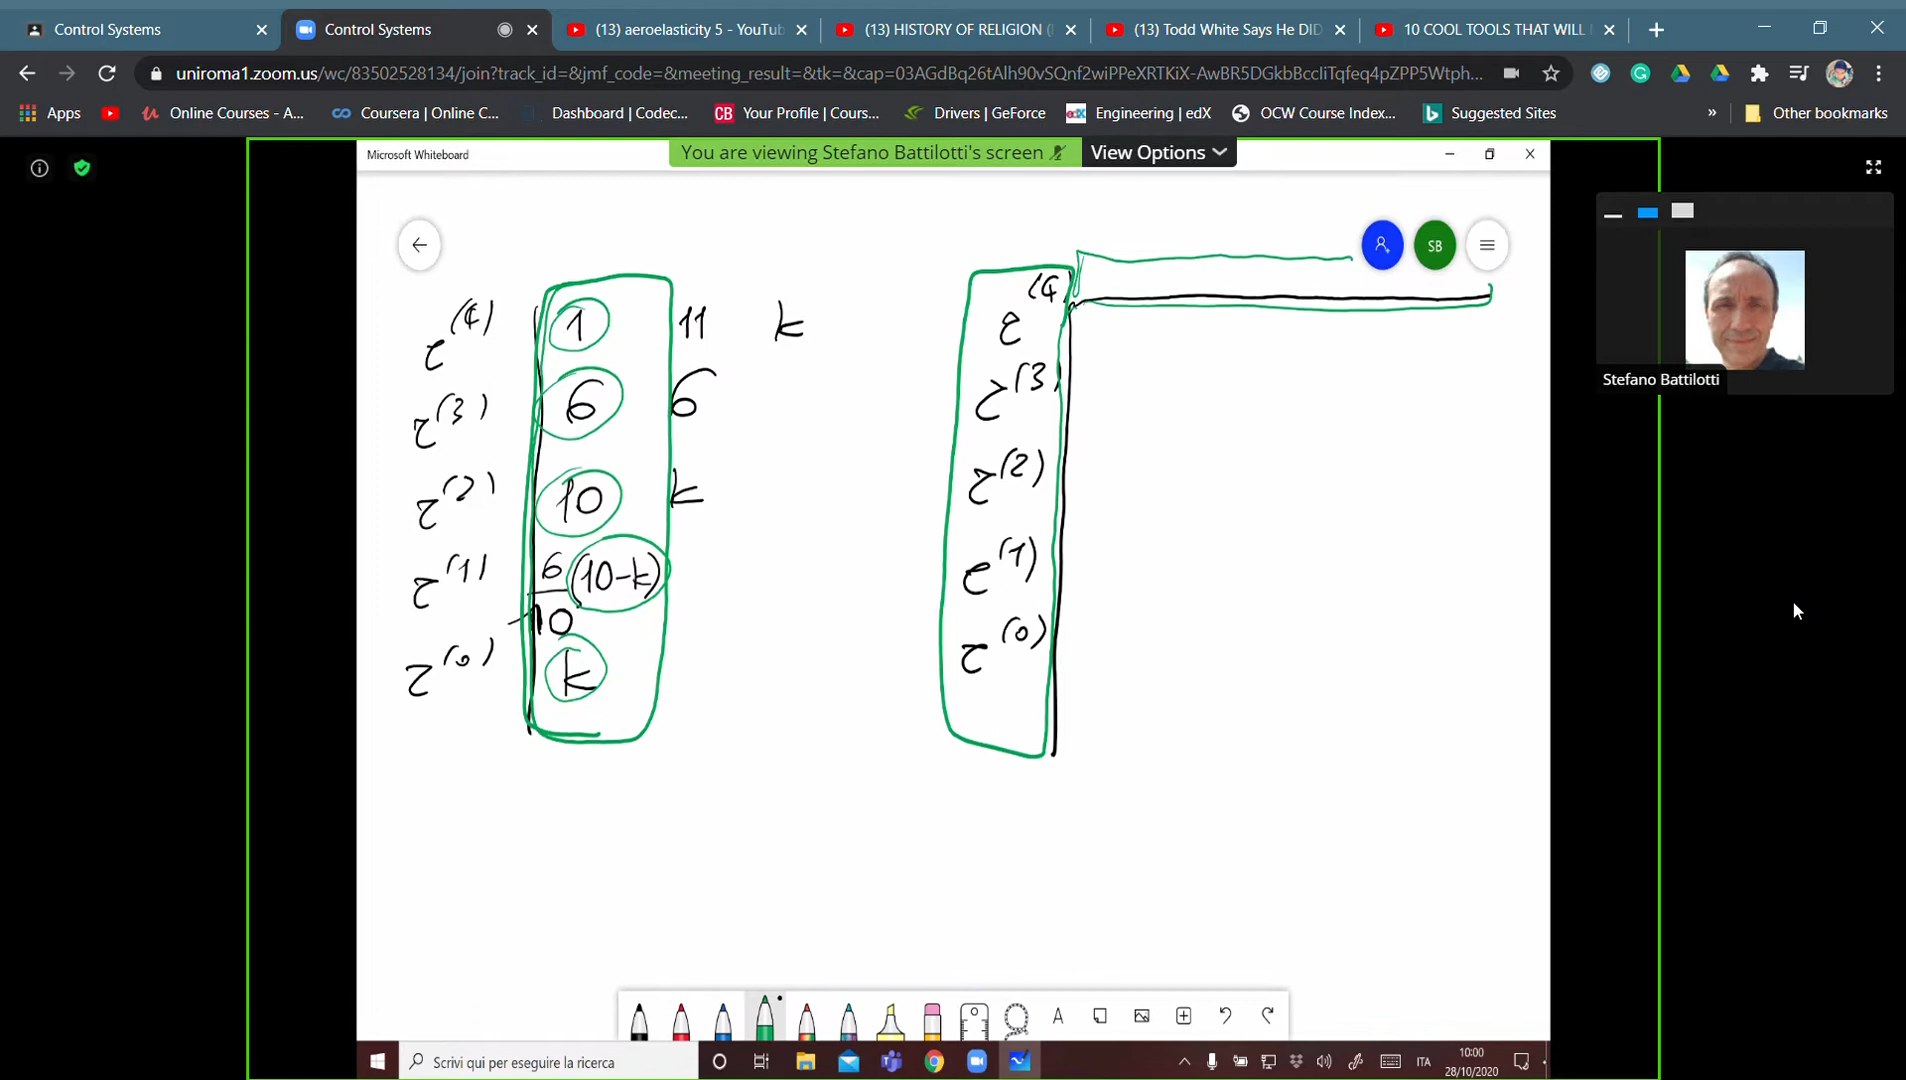 Control Systems
Control Systems
(13) aeroelasticity 5 - YouTub
(13) HISTORY OF RELIGION (
(13) Todd White Says He DID
10 COOL TOOLS THAT WILL
uniroma1.zoom.us/wc/83502528134/join?track_id=&jmf_code=&meeting_result=&tk=&cap=03AGdBq26tAlh90vSQnf2wiPPeXRTKiX-AwBR5DGkbBccIiTqfeq4pZPP5Wtph...
Apps
Online Courses - A...
Coursera | Online C...
Dashboard | Codec...
CB
Your Profile | Cours...
Drivers | GeForce
edX
Engineering | edX
OCW Course Index...
Suggested Sites
»
Other bookmarks
Microsoft Whiteboard
You are viewing Stefano Battilotti's screen
View Options
SB
Stefano Battilotti
r(4) 1 11 k
r(3) 6 6
r(2) 10 k
r(1) 6/10 (10-k)
r(0) k
r(4)
r(3)
r(2)
r(1)
r(0)
A
Scrivi qui per eseguire la ricerca
ITA
10:00
28/10/2020